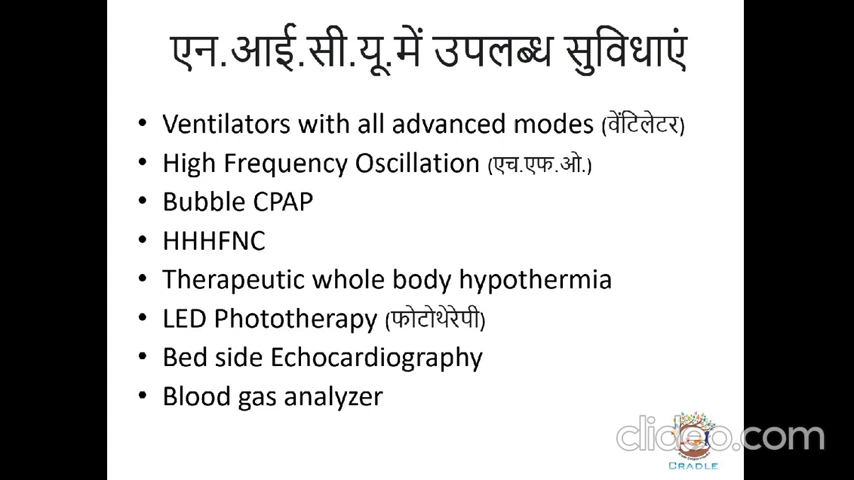 एन.आई.सी.यू.में उपलब्ध सुविधाएं
• Ventilators with all advanced modes (वेंटिलेटर)
• High Frequency Oscillation (एच.एफ.ओ.)
• Bubble CPAP
• HHHFNC
• Therapeutic whole body hypothermia
• LED Phototherapy (फोटोथेरेपी)
• Bed side Echocardiography
• Blood gas analyzer
clideo.com
CRADLE